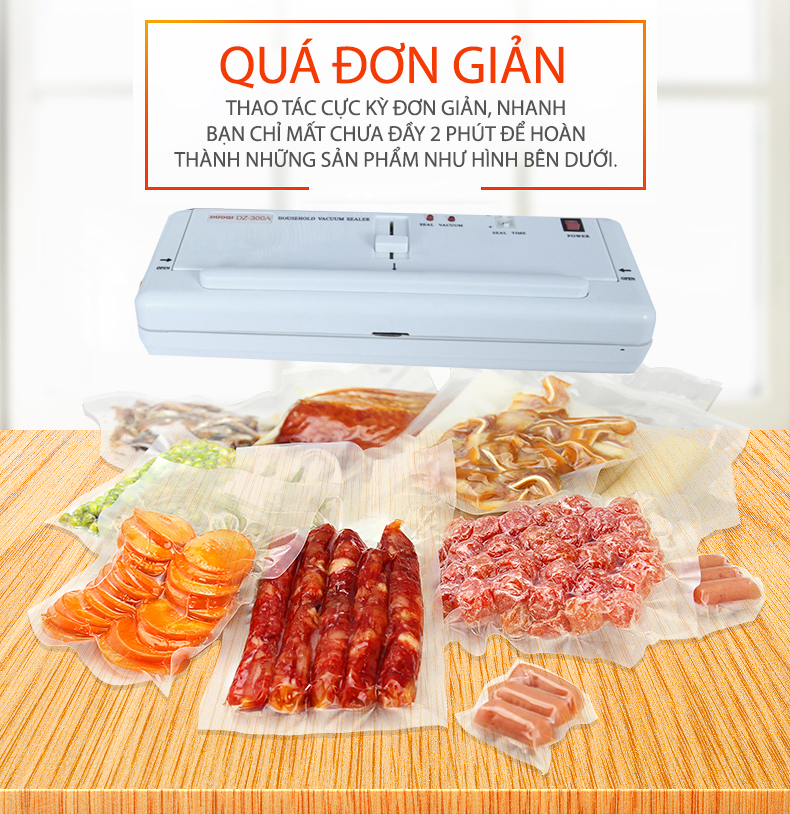 QUÁ ĐƠN GIẢN
THAO TÁC CỰC KỲ ĐƠN GIẢN, NHANH
BẠN CHỈ MẤT CHƯA ĐẦY 2 PHÚT ĐỂ HOÀN
THÀNH NHỮNG SẢN PHẨM NHƯ HÌNH BÊN DƯỚI.
DZ-300A HOUSEHOLD VACUUM SEALER
SEAL VACUUM
SEAL TIME
POWER
OPEN
OPEN